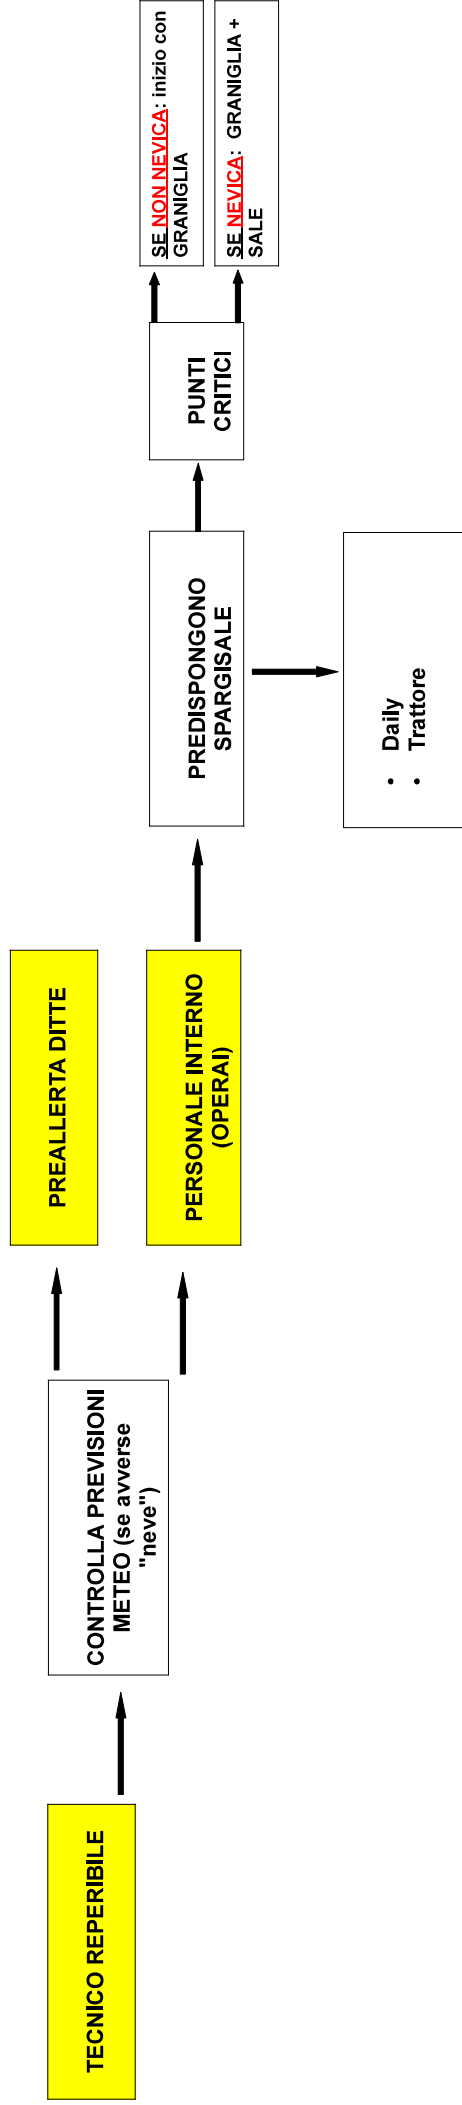 TECNICO REPERIBILE
CONTROLLA PREVISIONI
METEO (se avverse
"neve")
PREALLERTA DITTE
PERSONALE INTERNO
(OPERAI)
PREDISPONGONO
SPARGISALE
• Daily
• Trattore
PUNTI
CRITICI
SE NON NEVICA: inizio con
GRANIGLIA
SE NEVICA: GRANIGLIA +
SALE